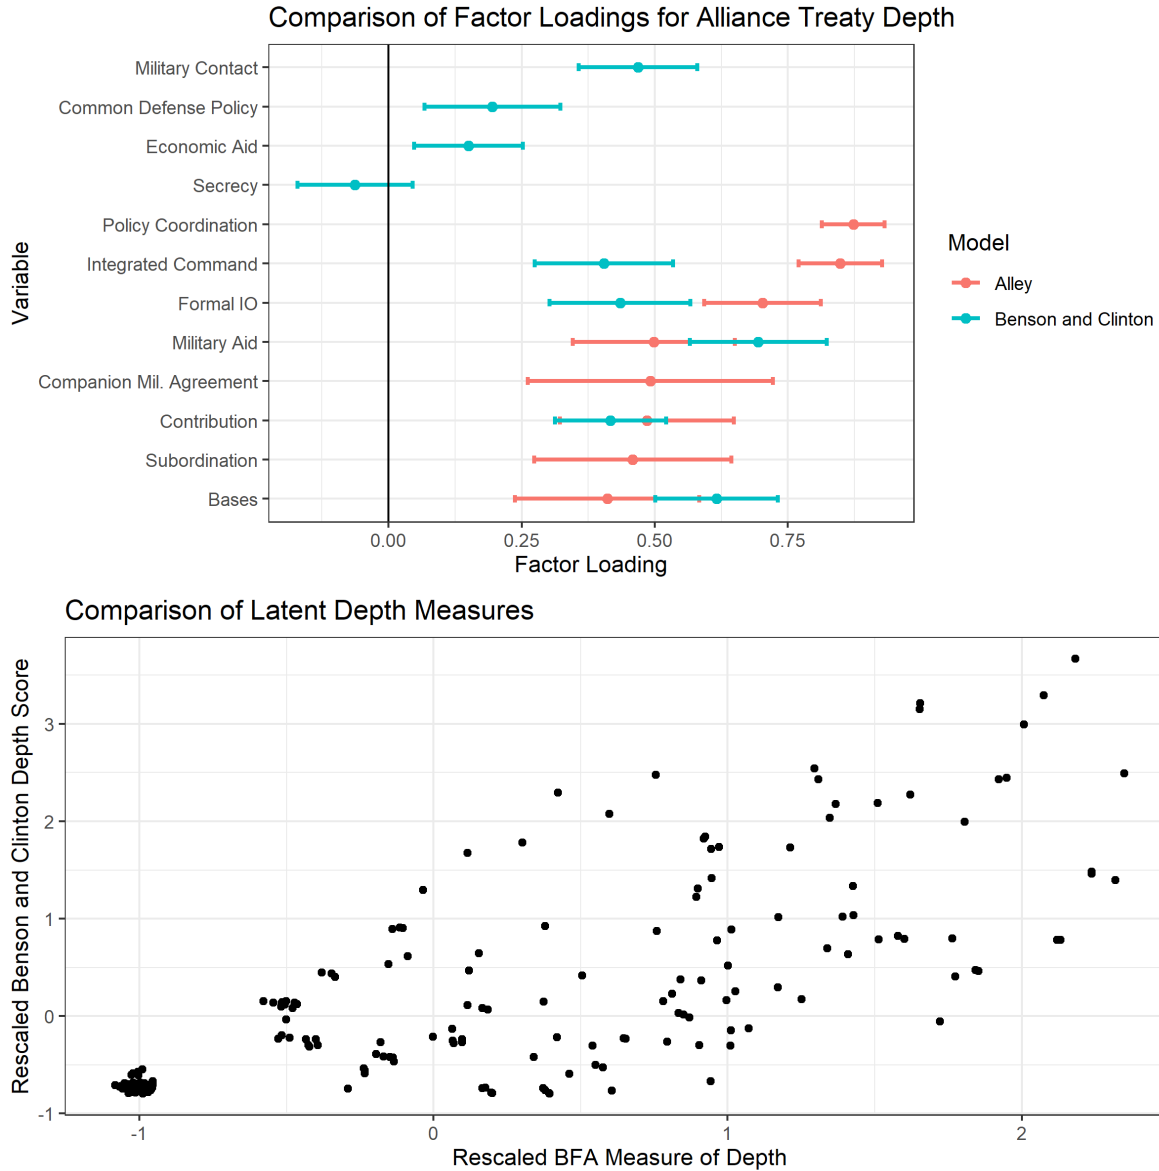 Comparison of Factor Loadings for Alliance Treaty Depth
Variable
Military Contact
Common Defense Policy
Economic Aid
Secrecy
Policy Coordination
Integrated Command
Formal IO
Military Aid
Companion Mil. Agreement
Contribution
Subordination
Bases
0.00 0.25 0.50 0.75
Factor Loading
Model
Alley
Benson and Clinton
Comparison of Latent Depth Measures
Rescaled Benson and Clinton Depth Score
3
2
1
0
-1
-1 0 1 2
Rescaled BFA Measure of Depth